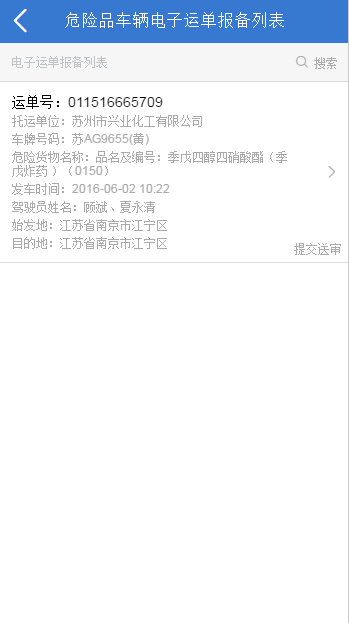 危险品车辆电子运单报备列表
电子运单报备列表 搜索
运单号：011516665709
托运单位：苏州市兴业化工有限公司
车牌号码：苏AG9655(黄)
危险货物名称：品名及编号：季戊四醇四硝酸酯（季
戊炸药 ）（0150）
发车时间：2016-06-02 10:22
驾驶员姓名：顾斌、夏永清
始发地：江苏省南京市江宁区
目的地：江苏省南京市江宁区
提交送审